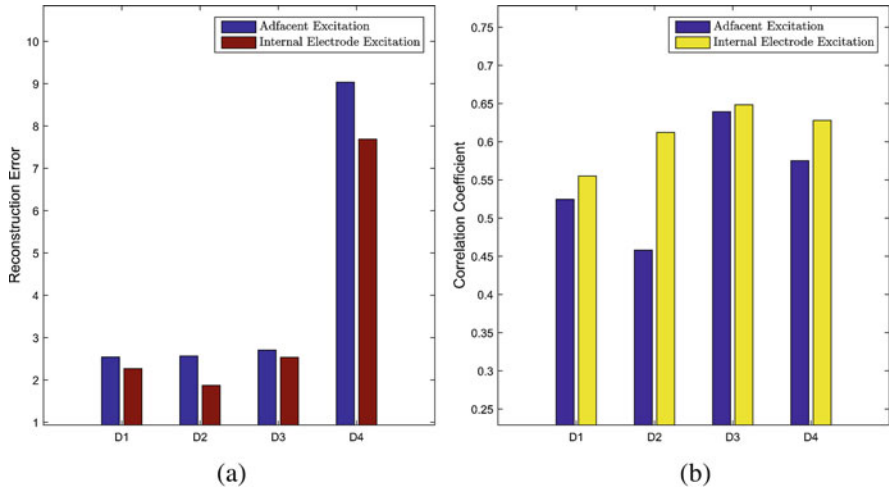 Adfacent Excitation
Internal Electrode Excitation
Reconstruction Error
10
9
8
7
6
5
4
3
2
1
D1 D2 D3 D4
(a)
Adfacent Excitation
Internal Electrode Excitation
Correlation Coefficient
0.75
0.7
0.65
0.6
0.55
0.5
0.45
0.4
0.35
0.3
0.25
D1 D2 D3 D4
(b)